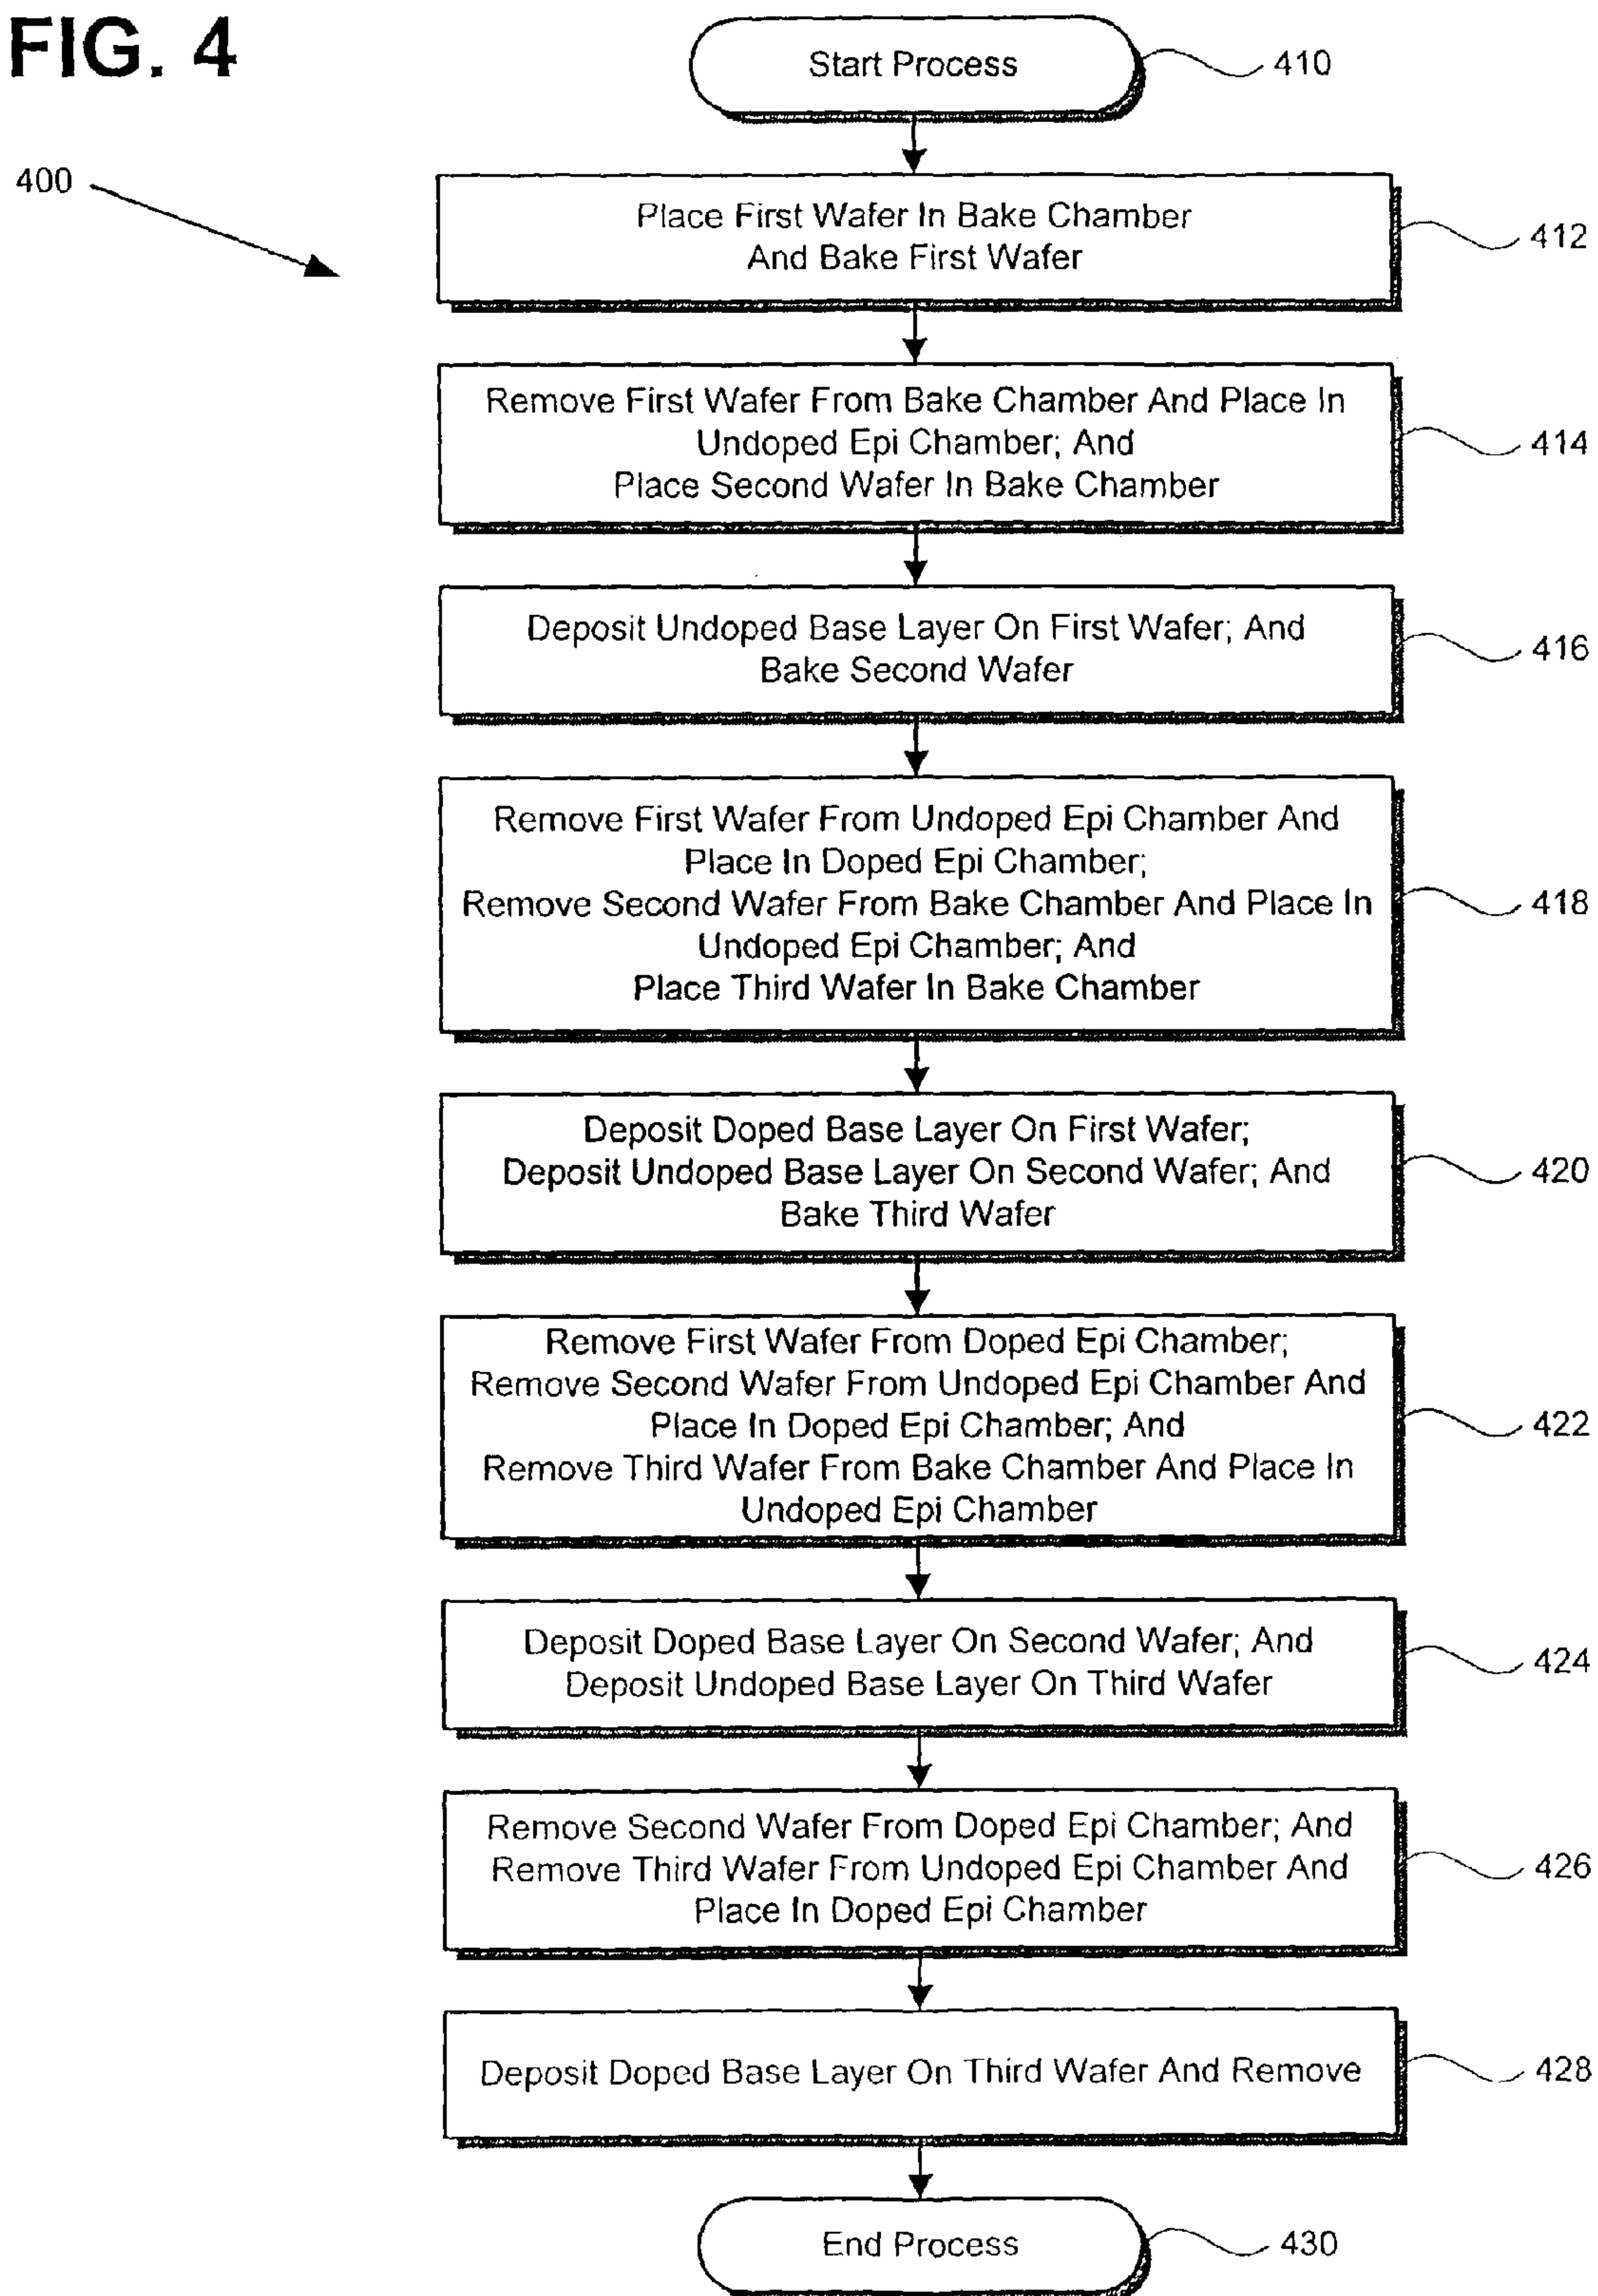 FIG. 4
Start Process
410
400
Place First Wafer In Bake Chamber
And Bake First Wafer
412
Remove First Wafer From Bake Chamber And Place In
Undoped Epi Chamber; And
Place Second Wafer In Bake Chamber
414
Deposit Undoped Base Layer On First Wafer; And
Bake Second Wafer
416
Remove First Wafer From Undoped Epi Chamber And
Place In Doped Epi Chamber;
Remove Second Wafer From Bake Chamber And Place In
Undoped Epi Chamber; And
Place Third Wafer In Bake Chamber
418
Deposit Doped Base Layer On First Wafer;
Deposit Undoped Base Layer On Second Wafer; And
Bake Third Wafer
420
Remove First Wafer From Doped Epi Chamber;
Remove Second Wafer From Undoped Epi Chamber And
Place In Doped Epi Chamber; And
Remove Third Wafer From Bake Chamber And Place In
Undoped Epi Chamber
422
Deposit Doped Base Layer On Second Wafer; And
Deposit Undoped Base Layer On Third Wafer
424
Remove Second Wafer From Doped Epi Chamber; And
Remove Third Wafer From Undoped Epi Chamber And
Place In Doped Epi Chamber
426
Deposit Doped Base Layer On Third Wafer And Remove
428
End Process
430